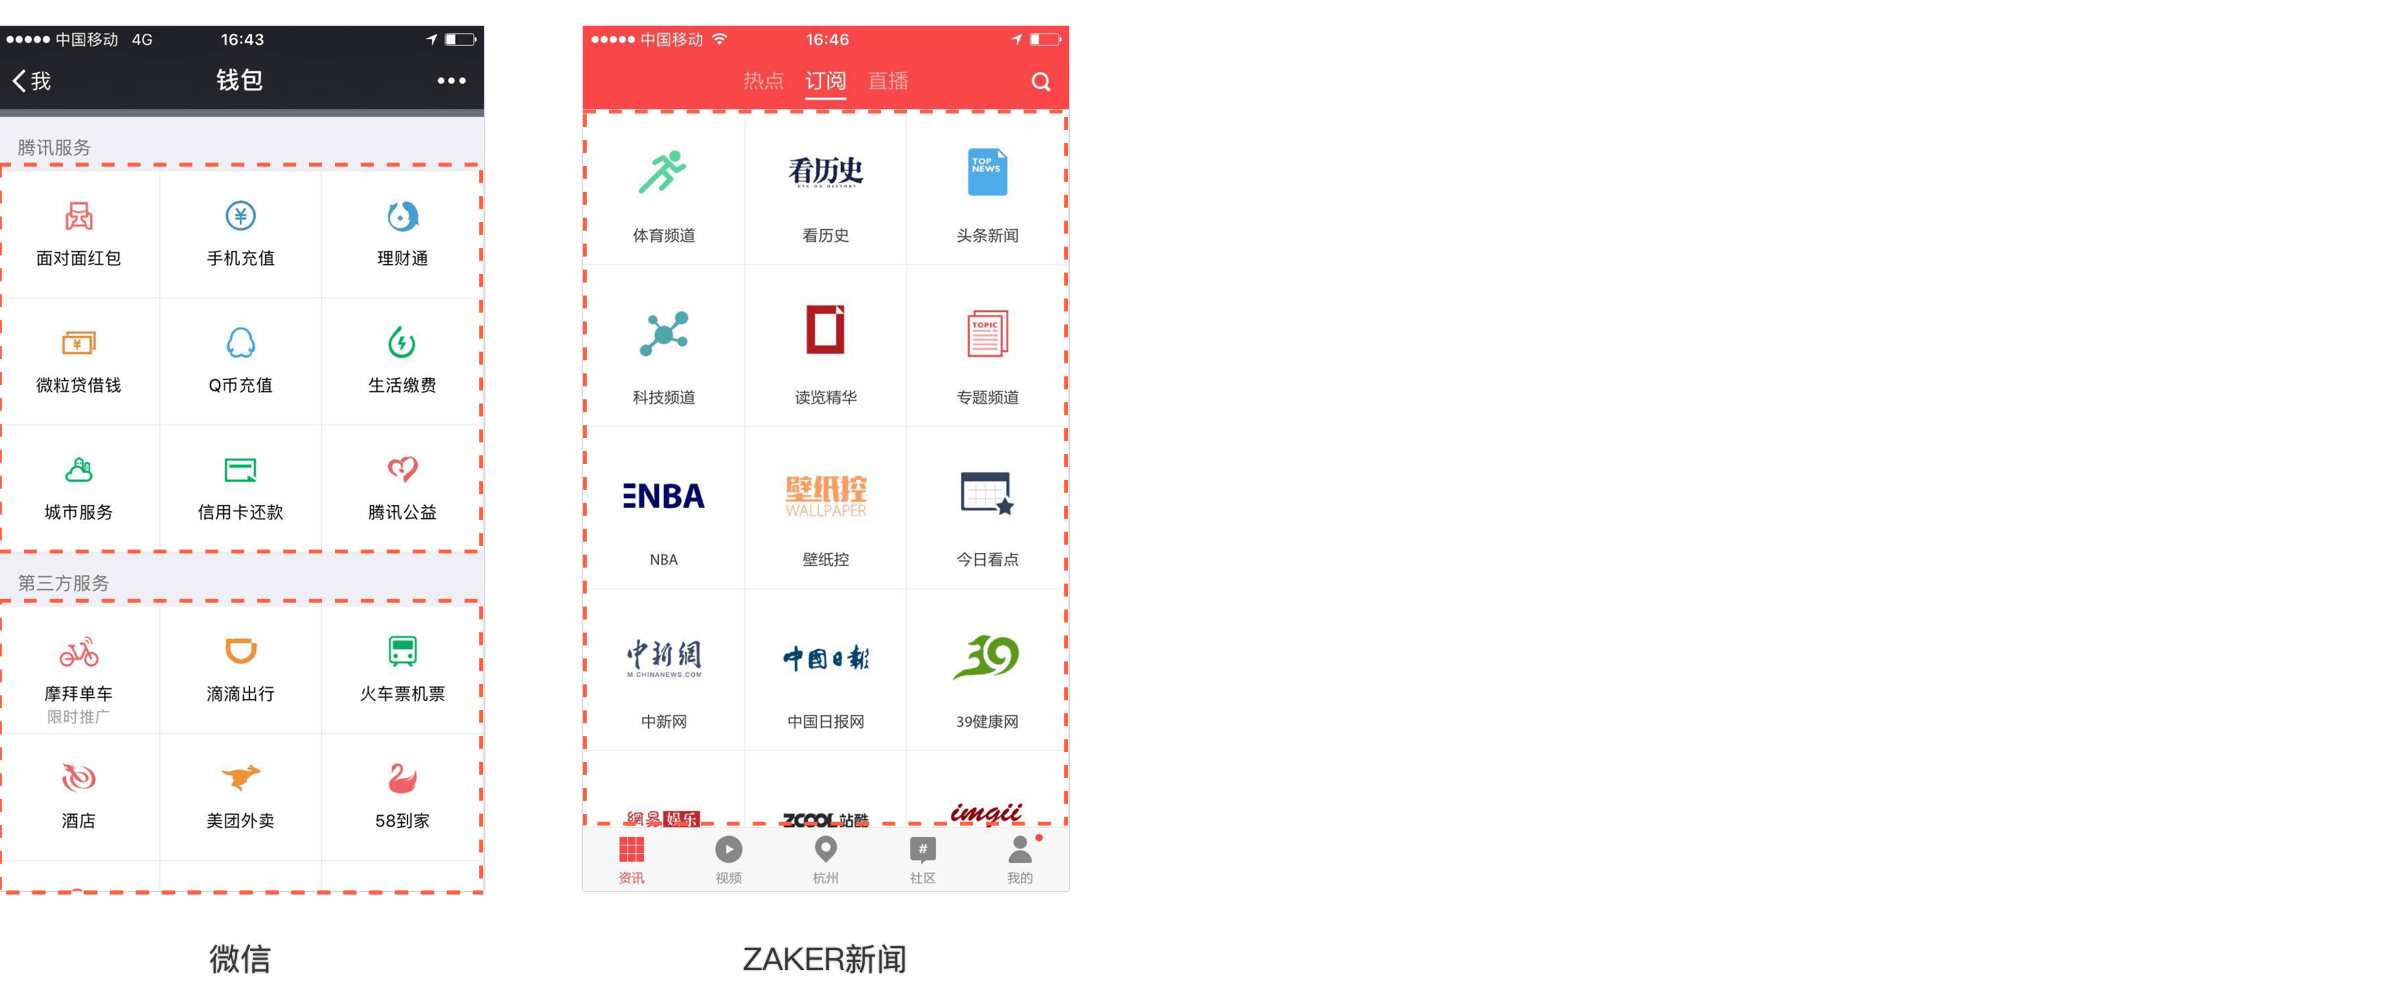 中国移动 4G 16:43
我 钱包
腾讯服务
面对面红包 手机充值 理财通
微粒贷借钱 Q币充值 生活缴费
城市服务 信用卡还款 腾讯公益
第三方服务
摩拜单车 滴滴出行 火车票机票
限时推广
酒店 美团外卖 58到家
微信
中国移动 16:46
热点 订阅 直播
看历史 TOP
EYE ON HISTORY NEWS
体育频道 看历史 头条新闻
TOPIC
科技频道 读览精华 专题频道
NBA 壁纸控
WALLPAPER
NBA 壁纸控 今日看点
中新網 中國日報 39
M.CHINANEWS.COM
中新网 中国日报网 39健康网
網易娱乐 ZCOOL站酷 imgii
#
资讯 视频 杭州 社区 我的
ZAKER新闻